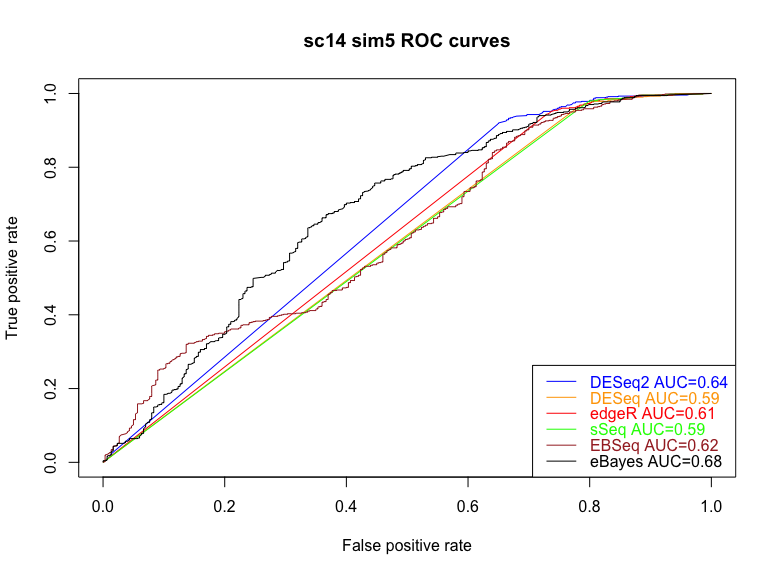 sc14 sim5 ROC curves
True positive rate
1.0
0.8
0.6
0.4
0.2
0.0
DESeq2 AUC=0.64
DESeq AUC=0.59
edgeR AUC=0.61
sSeq AUC=0.59
EBSeq AUC=0.62
eBayes AUC=0.68
0.0 0.2 0.4 0.6 0.8 1.0
False positive rate